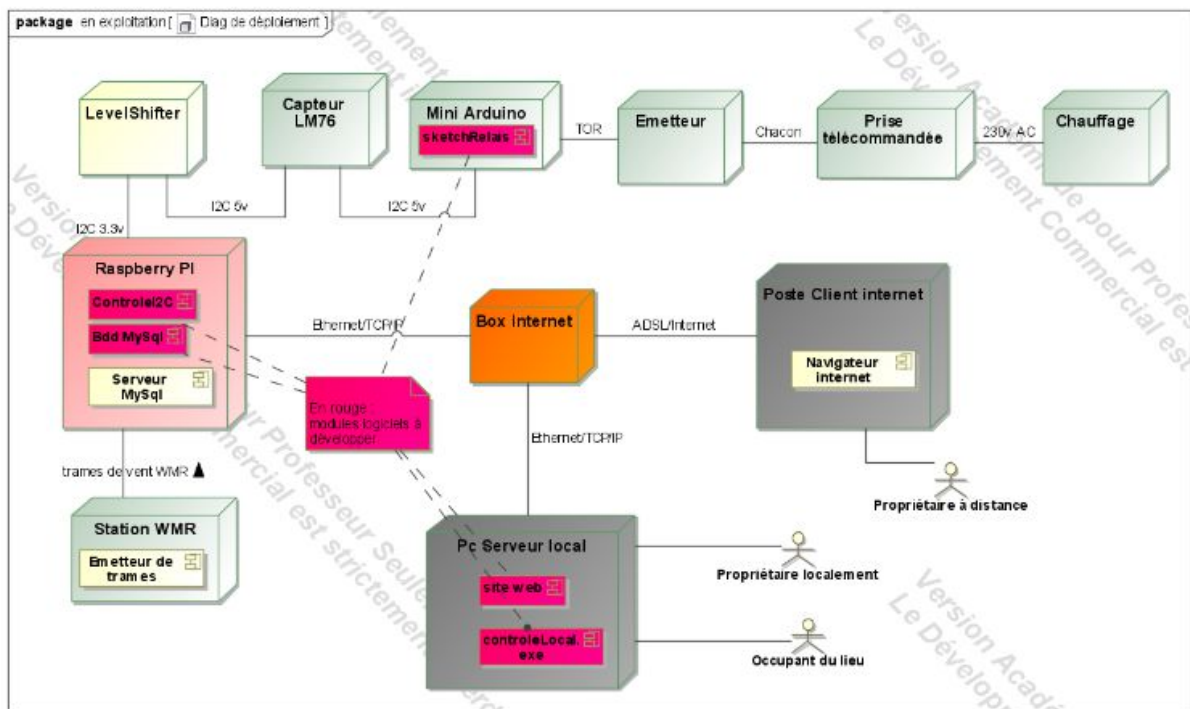 package en exploitation [ Diag de déploiement ]
LevelShifter
Capteur
LM76
Mini Arduino
sketchRelais
TOR
Emetteur
Chacon
Prise
télécommandée
230v AC
Chauffage
I2C 5v
I2C 5v
I2C 3.3v
Raspberry PI
ControleI2C
Bdd MySql
Serveur
MySql
Ethernet/TCP/IP
Box internet
ADSL/Internet
Poste Client internet
Navigateur
internet
En rouge :
modules logiciels à
développer
Ethernet/TCP/IP
trames de vent WMR
Station WMR
Emetteur de
trames
Propriétaire à distance
Pc Serveur local
site web
controleLocal.
exe
Propriétaire localement
Occupant du lieu